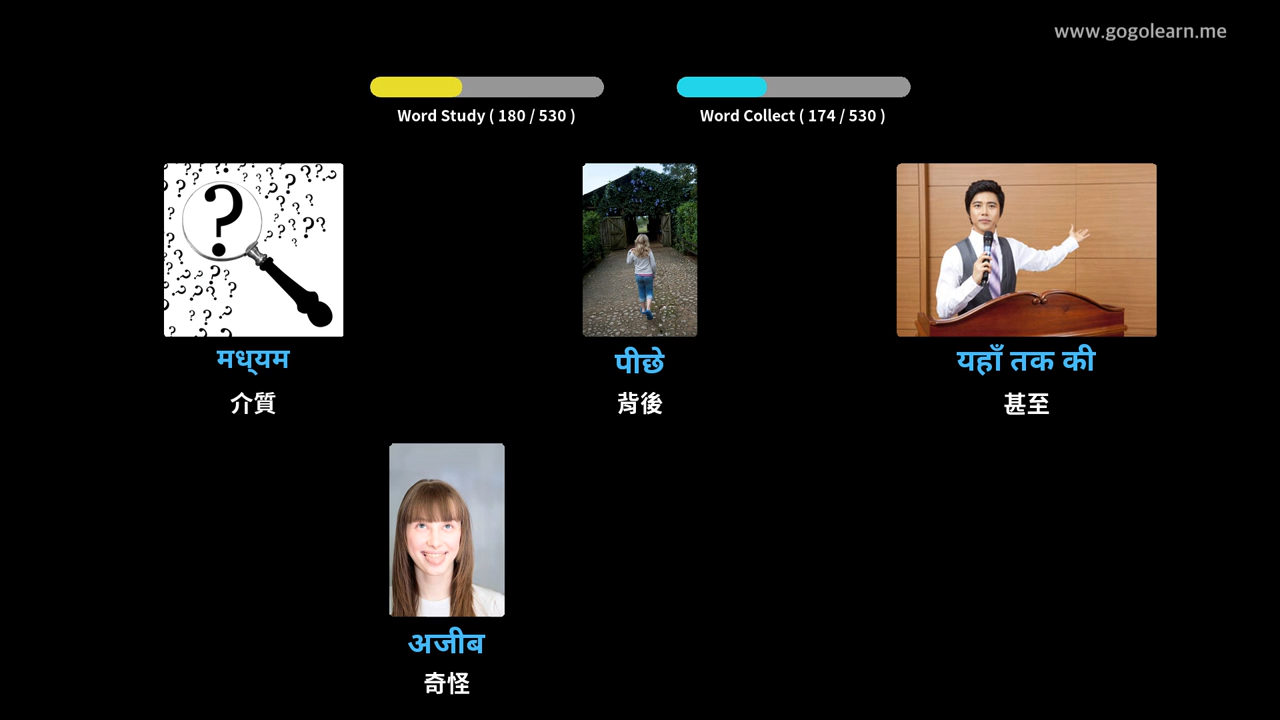 www.gogolearn.me
Word Study ( 180 / 530 )
Word Collect ( 174 / 530 )
मध्यम
介質
पीछे
背後
यहाँ तक की
甚至
अजीब
奇怪